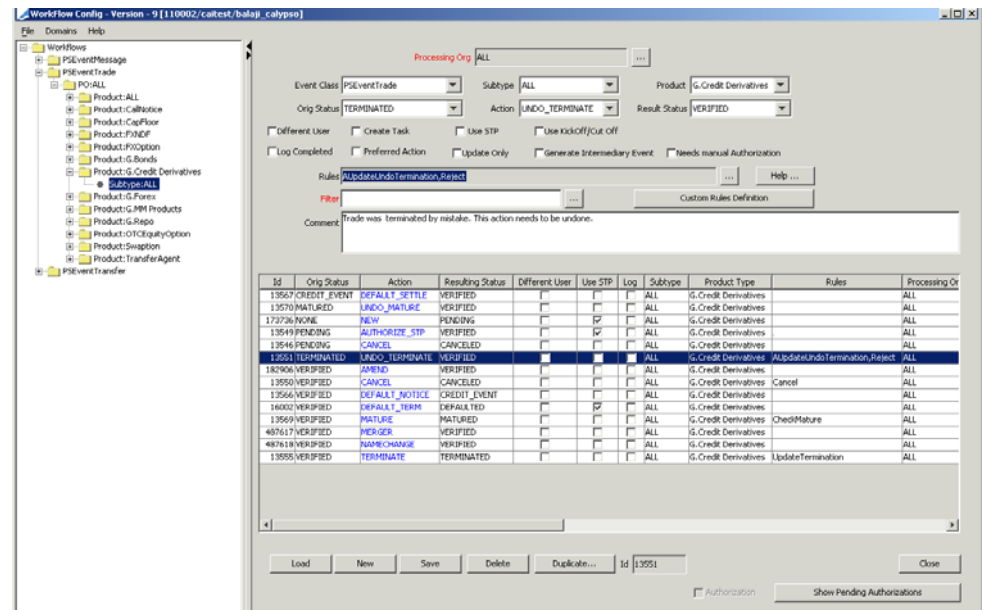 WorkFlow Config - Version - 9 [110002/caitest/balaji_calypso]
File Domains Help
Workflows
PSEventMessage
PSEventTrade
PO:ALL
Product:ALL
Product:CallNotice
Product:CapFloor
Product:FXNDF
Product:FXOption
Product:G.Bonds
Product:G.Credit Derivatives
Subtype:ALL
Product:G.Forex
Product:G.MM Products
Product:G.Repo
Product:OTCEquityOption
Product:Swaption
Product:TransferAgent
PSEventTransfer
Processing Org ALL ...
Event Class PSEventTrade Subtype ALL Product G.Credit Derivatives
Orig Status TERMINATED Action UNDO_TERMINATE Result Status VERIFIED
Different User Create Task Use STP Use KickOff/Cut Off
Log Completed Preferred Action Update Only Generate Intermediary Event Needs manual Authorization
Rules AUpdateUndoTermination,Reject ... Help ...
Filter ... Custom Rules Definition
Comment Trade was terminated by mistake. This action needs to be undone.
Id Orig Status Action Resulting Status Different User Use STP Log Subtype Product Type Rules Processing Or
13567 CREDIT_EVENT DEFAULT_SETTLE VERIFIED ALL G.Credit Derivatives ALL
13570 MATURED UNDO_MATURE VERIFIED ALL G.Credit Derivatives ALL
173736 NONE NEW PENDING ALL G.Credit Derivatives ALL
13549 PENDING AUTHORIZE_STP VERIFIED ALL G.Credit Derivatives . ALL
13546 PENDING CANCEL CANCELED ALL G.Credit Derivatives ALL
13551 TERMINATED UNDO_TERMINATE VERIFIED ALL G.Credit Derivatives AUpdateUndoTermination,Reject ALL
182906 VERIFIED AMEND VERIFIED ALL G.Credit Derivatives ALL
13550 VERIFIED CANCEL CANCELED ALL G.Credit Derivatives Cancel ALL
13566 VERIFIED DEFAULT_NOTICE CREDIT_EVENT ALL G.Credit Derivatives ALL
16002 VERIFIED DEFAULT_TERM DEFAULTED ALL G.Credit Derivatives ALL
13569 VERIFIED MATURE MATURED ALL G.Credit Derivatives CheckMature ALL
487617 VERIFIED MERGER VERIFIED ALL G.Credit Derivatives ALL
487618 VERIFIED NAMECHANGE VERIFIED ALL G.Credit Derivatives ALL
13555 VERIFIED TERMINATE TERMINATED ALL G.Credit Derivatives UpdateTermination ALL
Load New Save Delete Duplicate... Id 13551 Close
Authorization Show Pending Authorizations